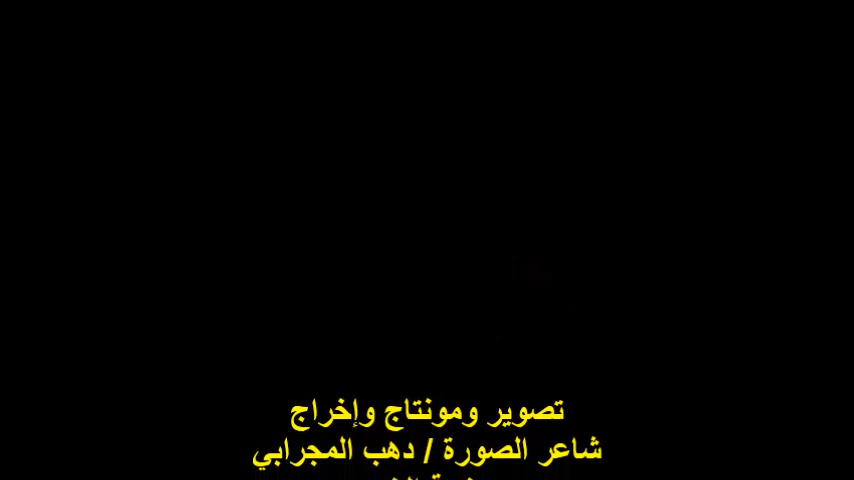 تصوير ومونتاج وإخراج
شاعر الصورة / دهب المجرابي